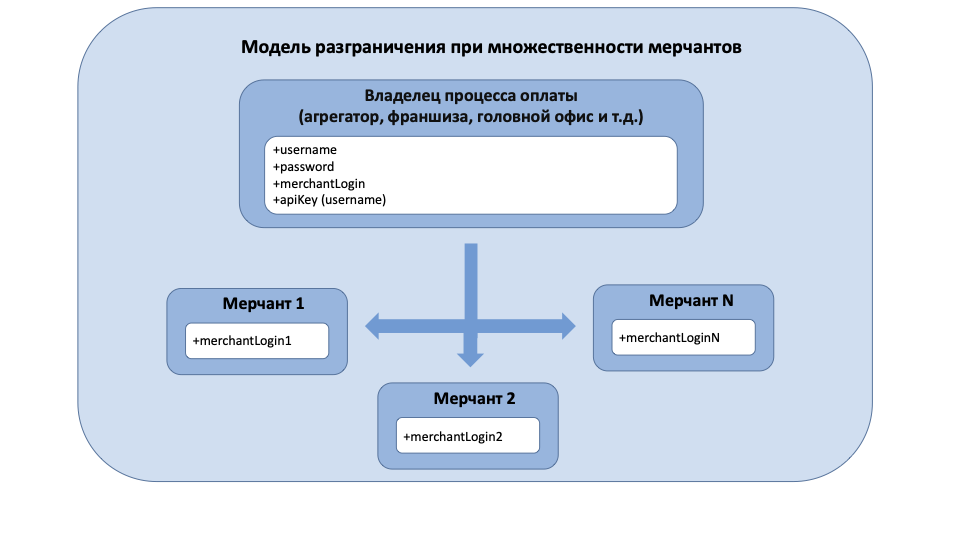 Модель разграничения при множественности мерчантов
Владелец процесса оплаты
(агрегатор, франшиза, головной офис и т.д.)
+username
+password
+merchantLogin
+apiKey (username)
Мерчант 1
+merchantLogin1
Мерчант N
+merchantLoginN
Мерчант 2
+merchantLogin2